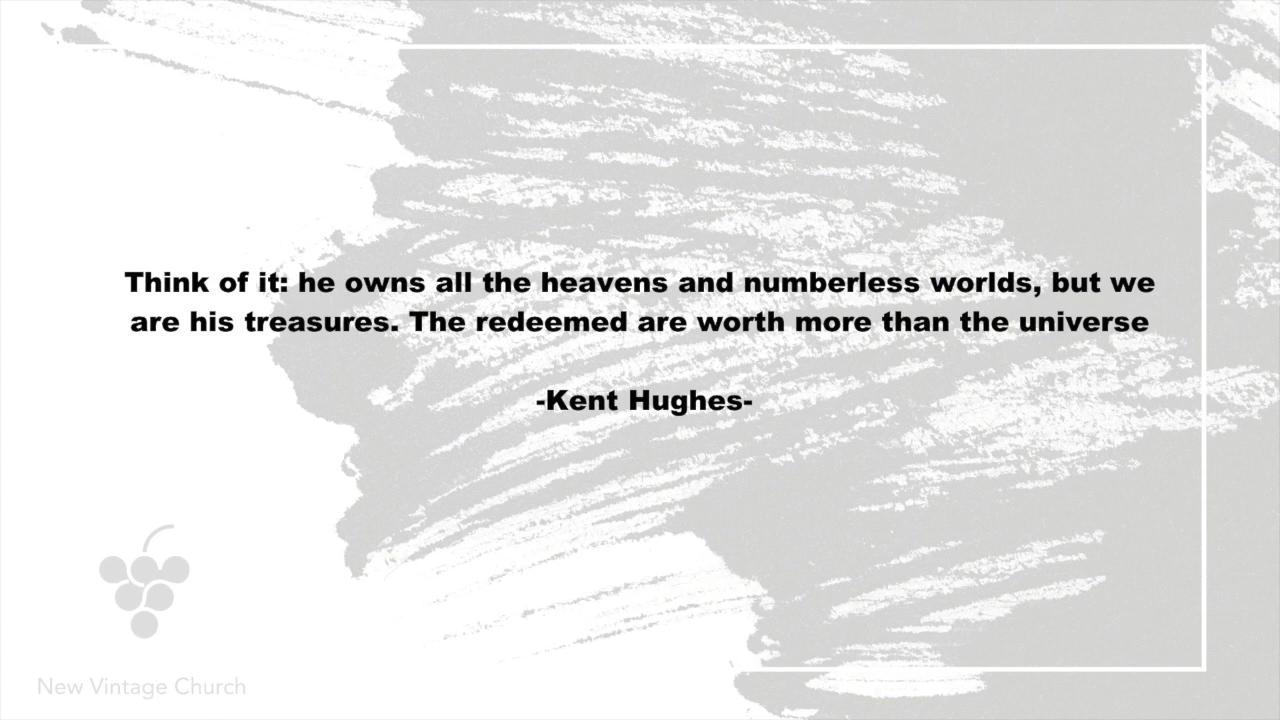 Think of it: he owns all the heavens and numberless worlds, but we
are his treasures. The redeemed are worth more than the universe
-Kent Hughes-
New Vintage Church